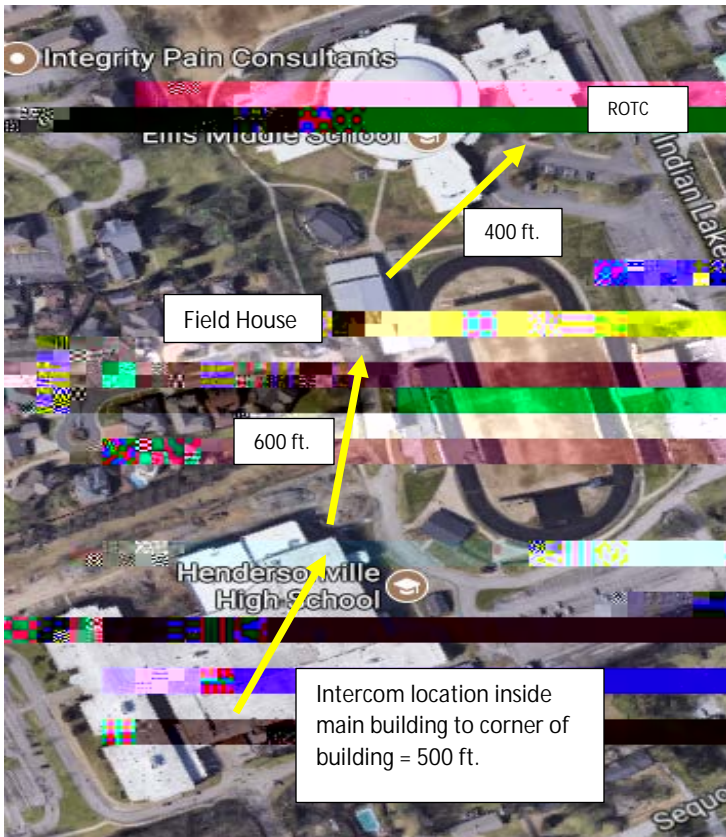 Integrity Pain Consultants
ROTC
Ellis Middle School
Indian Lake
400 ft.
Field House
600 ft.
Hendersonville
High School
Intercom location inside
main building to corner of
building = 500 ft.
Sequo